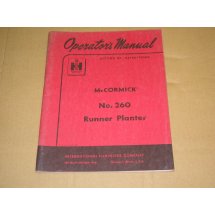 Operator's Manual
McCORMICK
No. 260
Runner Planter
INTERNATIONAL HARVESTER COMPANY